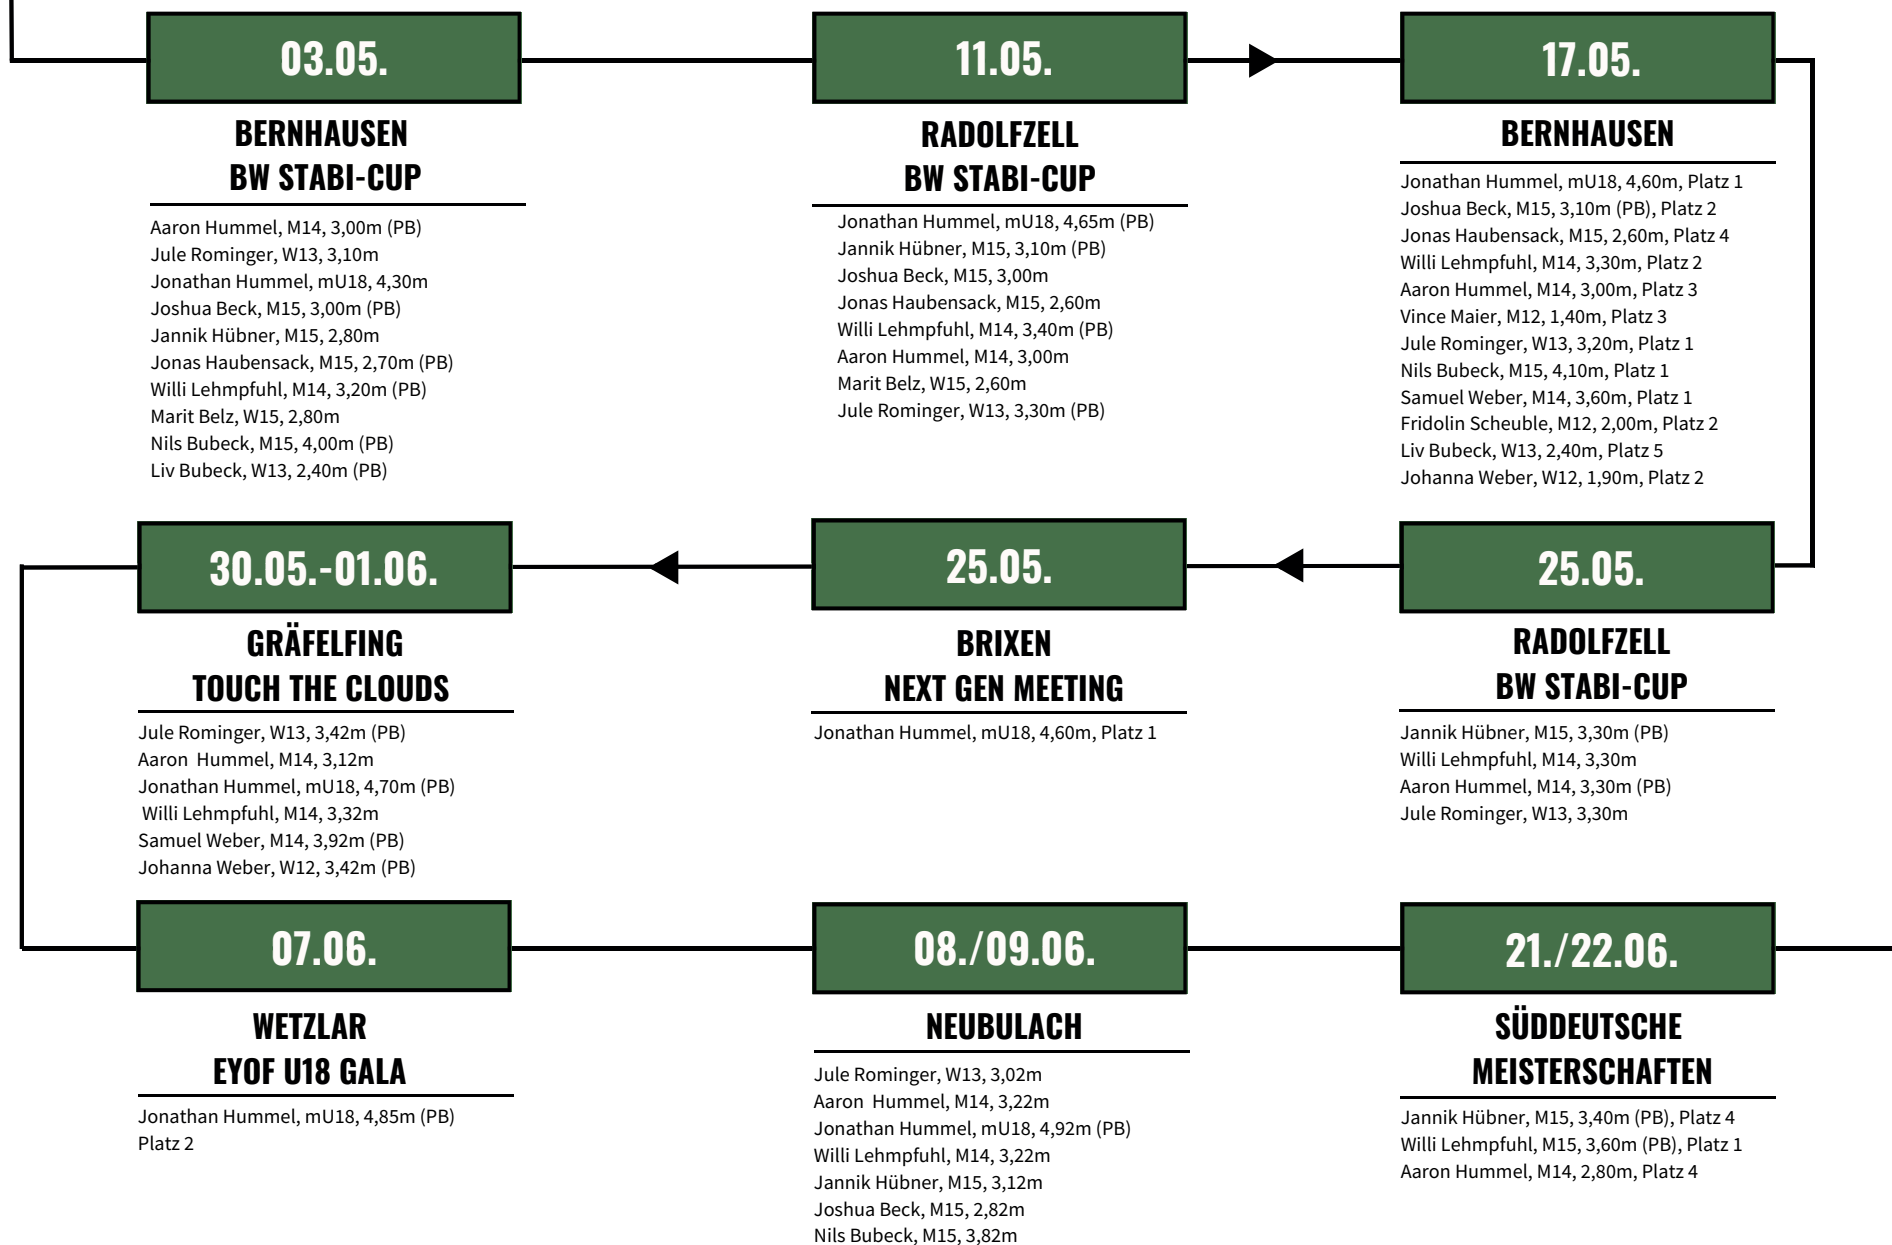 03.05.
BERNHAUSEN
BW STABI-CUP
Aaron Hummel, M14, 3,00m (PB)
Jule Rominger, W13, 3,10m
Jonathan Hummel, mU18, 4,30m
Joshua Beck, M15, 3,00m (PB)
Jannik Hübner, M15, 2,80m
Jonas Haubensack, M15, 2,70m (PB)
Willi Lehmpfuhl, M14, 3,20m (PB)
Marit Belz, W15, 2,80m
Nils Bubeck, M15, 4,00m (PB)
Liv Bubeck, W13, 2,40m (PB)
11.05.
RADOLFZELL
BW STABI-CUP
Jonathan Hummel, mU18, 4,65m (PB)
Jannik Hübner, M15, 3,10m (PB)
Joshua Beck, M15, 3,00m
Jonas Haubensack, M15, 2,60m
Willi Lehmpfuhl, M14, 3,40m (PB)
Aaron Hummel, M14, 3,00m
Marit Belz, W15, 2,60m
Jule Rominger, W13, 3,30m (PB)
17.05.
BERNHAUSEN
Jonathan Hummel, mU18, 4,60m, Platz 1
Joshua Beck, M15, 3,10m (PB), Platz 2
Jonas Haubensack, M15, 2,60m, Platz 4
Willi Lehmpfuhl, M14, 3,30m, Platz 2
Aaron Hummel, M14, 3,00m, Platz 3
Vince Maier, M12, 1,40m, Platz 3
Jule Rominger, W13, 3,20m, Platz 1
Nils Bubeck, M15, 4,10m, Platz 1
Samuel Weber, M14, 3,60m, Platz 1
Fridolin Scheuble, M12, 2,00m, Platz 2
Liv Bubeck, W13, 2,40m, Platz 5
Johanna Weber, W12, 1,90m, Platz 2
25.05.
RADOLFZELL
BW STABI-CUP
Jannik Hübner, M15, 3,30m (PB)
Willi Lehmpfuhl, M14, 3,30m
Aaron Hummel, M14, 3,30m (PB)
Jule Rominger, W13, 3,30m
25.05.
BRIXEN
NEXT GEN MEETING
Jonathan Hummel, mU18, 4,60m, Platz 1
30.05.-01.06.
GRÄFELFING
TOUCH THE CLOUDS
Jule Rominger, W13, 3,42m (PB)
Aaron Hummel, M14, 3,12m
Jonathan Hummel, mU18, 4,70m (PB)
Willi Lehmpfuhl, M14, 3,32m
Samuel Weber, M14, 3,92m (PB)
Johanna Weber, W12, 3,42m (PB)
07.06.
WETZLAR
EYOF U18 GALA
Jonathan Hummel, mU18, 4,85m (PB)
Platz 2
08./09.06.
NEUBULACH
Jule Rominger, W13, 3,02m
Aaron Hummel, M14, 3,22m
Jonathan Hummel, mU18, 4,92m (PB)
Willi Lehmpfuhl, M14, 3,22m
Jannik Hübner, M15, 3,12m
Joshua Beck, M15, 2,82m
Nils Bubeck, M15, 3,82m
21./22.06.
SÜDDEUTSCHE
MEISTERSCHAFTEN
Jannik Hübner, M15, 3,40m (PB), Platz 4
Willi Lehmpfuhl, M15, 3,60m (PB), Platz 1
Aaron Hummel, M14, 2,80m, Platz 4